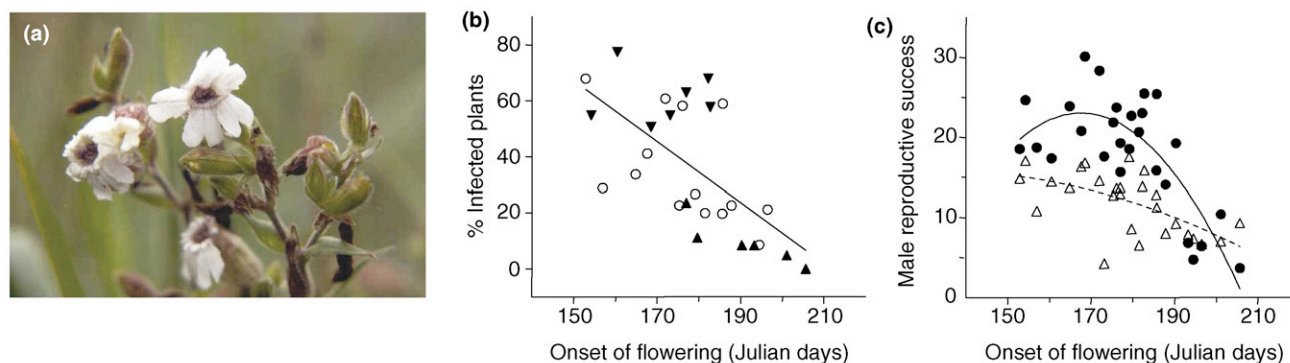 (a)
(b)
% Infected plants
80
60
40
20
0
150 170 190 210
Onset of flowering (Julian days)
(c)
Male reproductive success
30
20
10
0
150 170 190 210
Onset of flowering (Julian days)